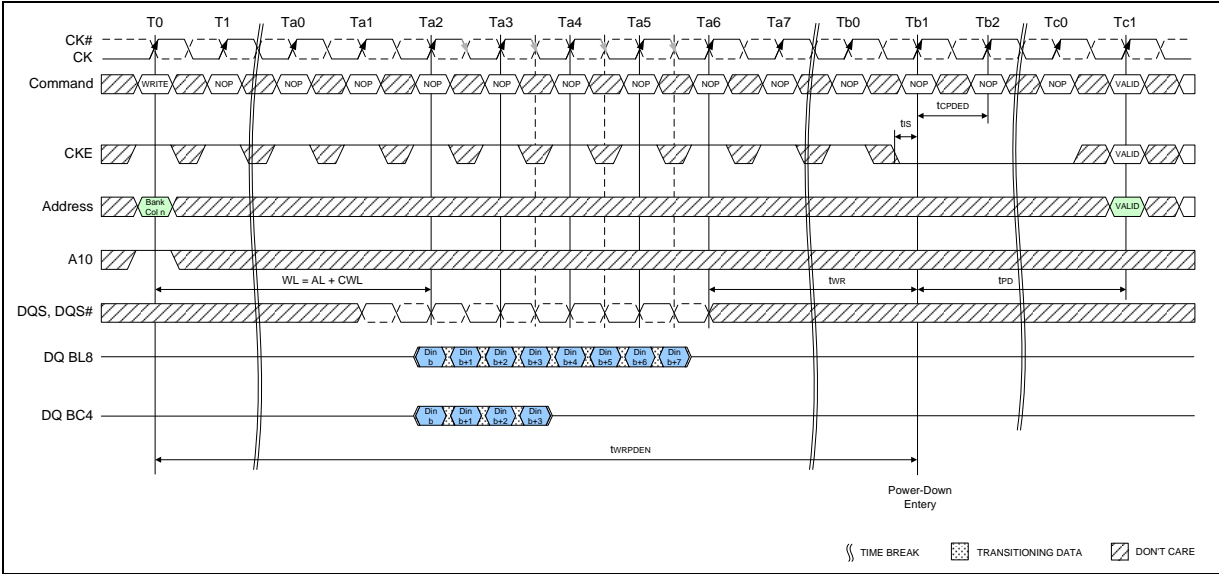 T0 T1 Ta0 Ta1 Ta2 Ta3 Ta4 Ta5 Ta6 Ta7 Tb0 Tb1 Tb2 Tc0 Tc1
CK#
CK
Command WRITE NOP NOP NOP NOP NOP NOP NOP NOP NOP NOP NOP NOP NOP VALID
tCPDED
tIS
CKE VALID
Address Bank Col n VALID
A10
WL = AL + CWL tWR tPD
DQS, DQS#
DQ BL8 Din b Din b+1 Din b+2 Din b+3 Din b+4 Din b+5 Din b+6 Din b+7
DQ BC4 Din b Din b+1 Din b+2 Din b+3
tWRPDEN
Power-Down
Entery
TIME BREAK TRANSITIONING DATA DON'T CARE